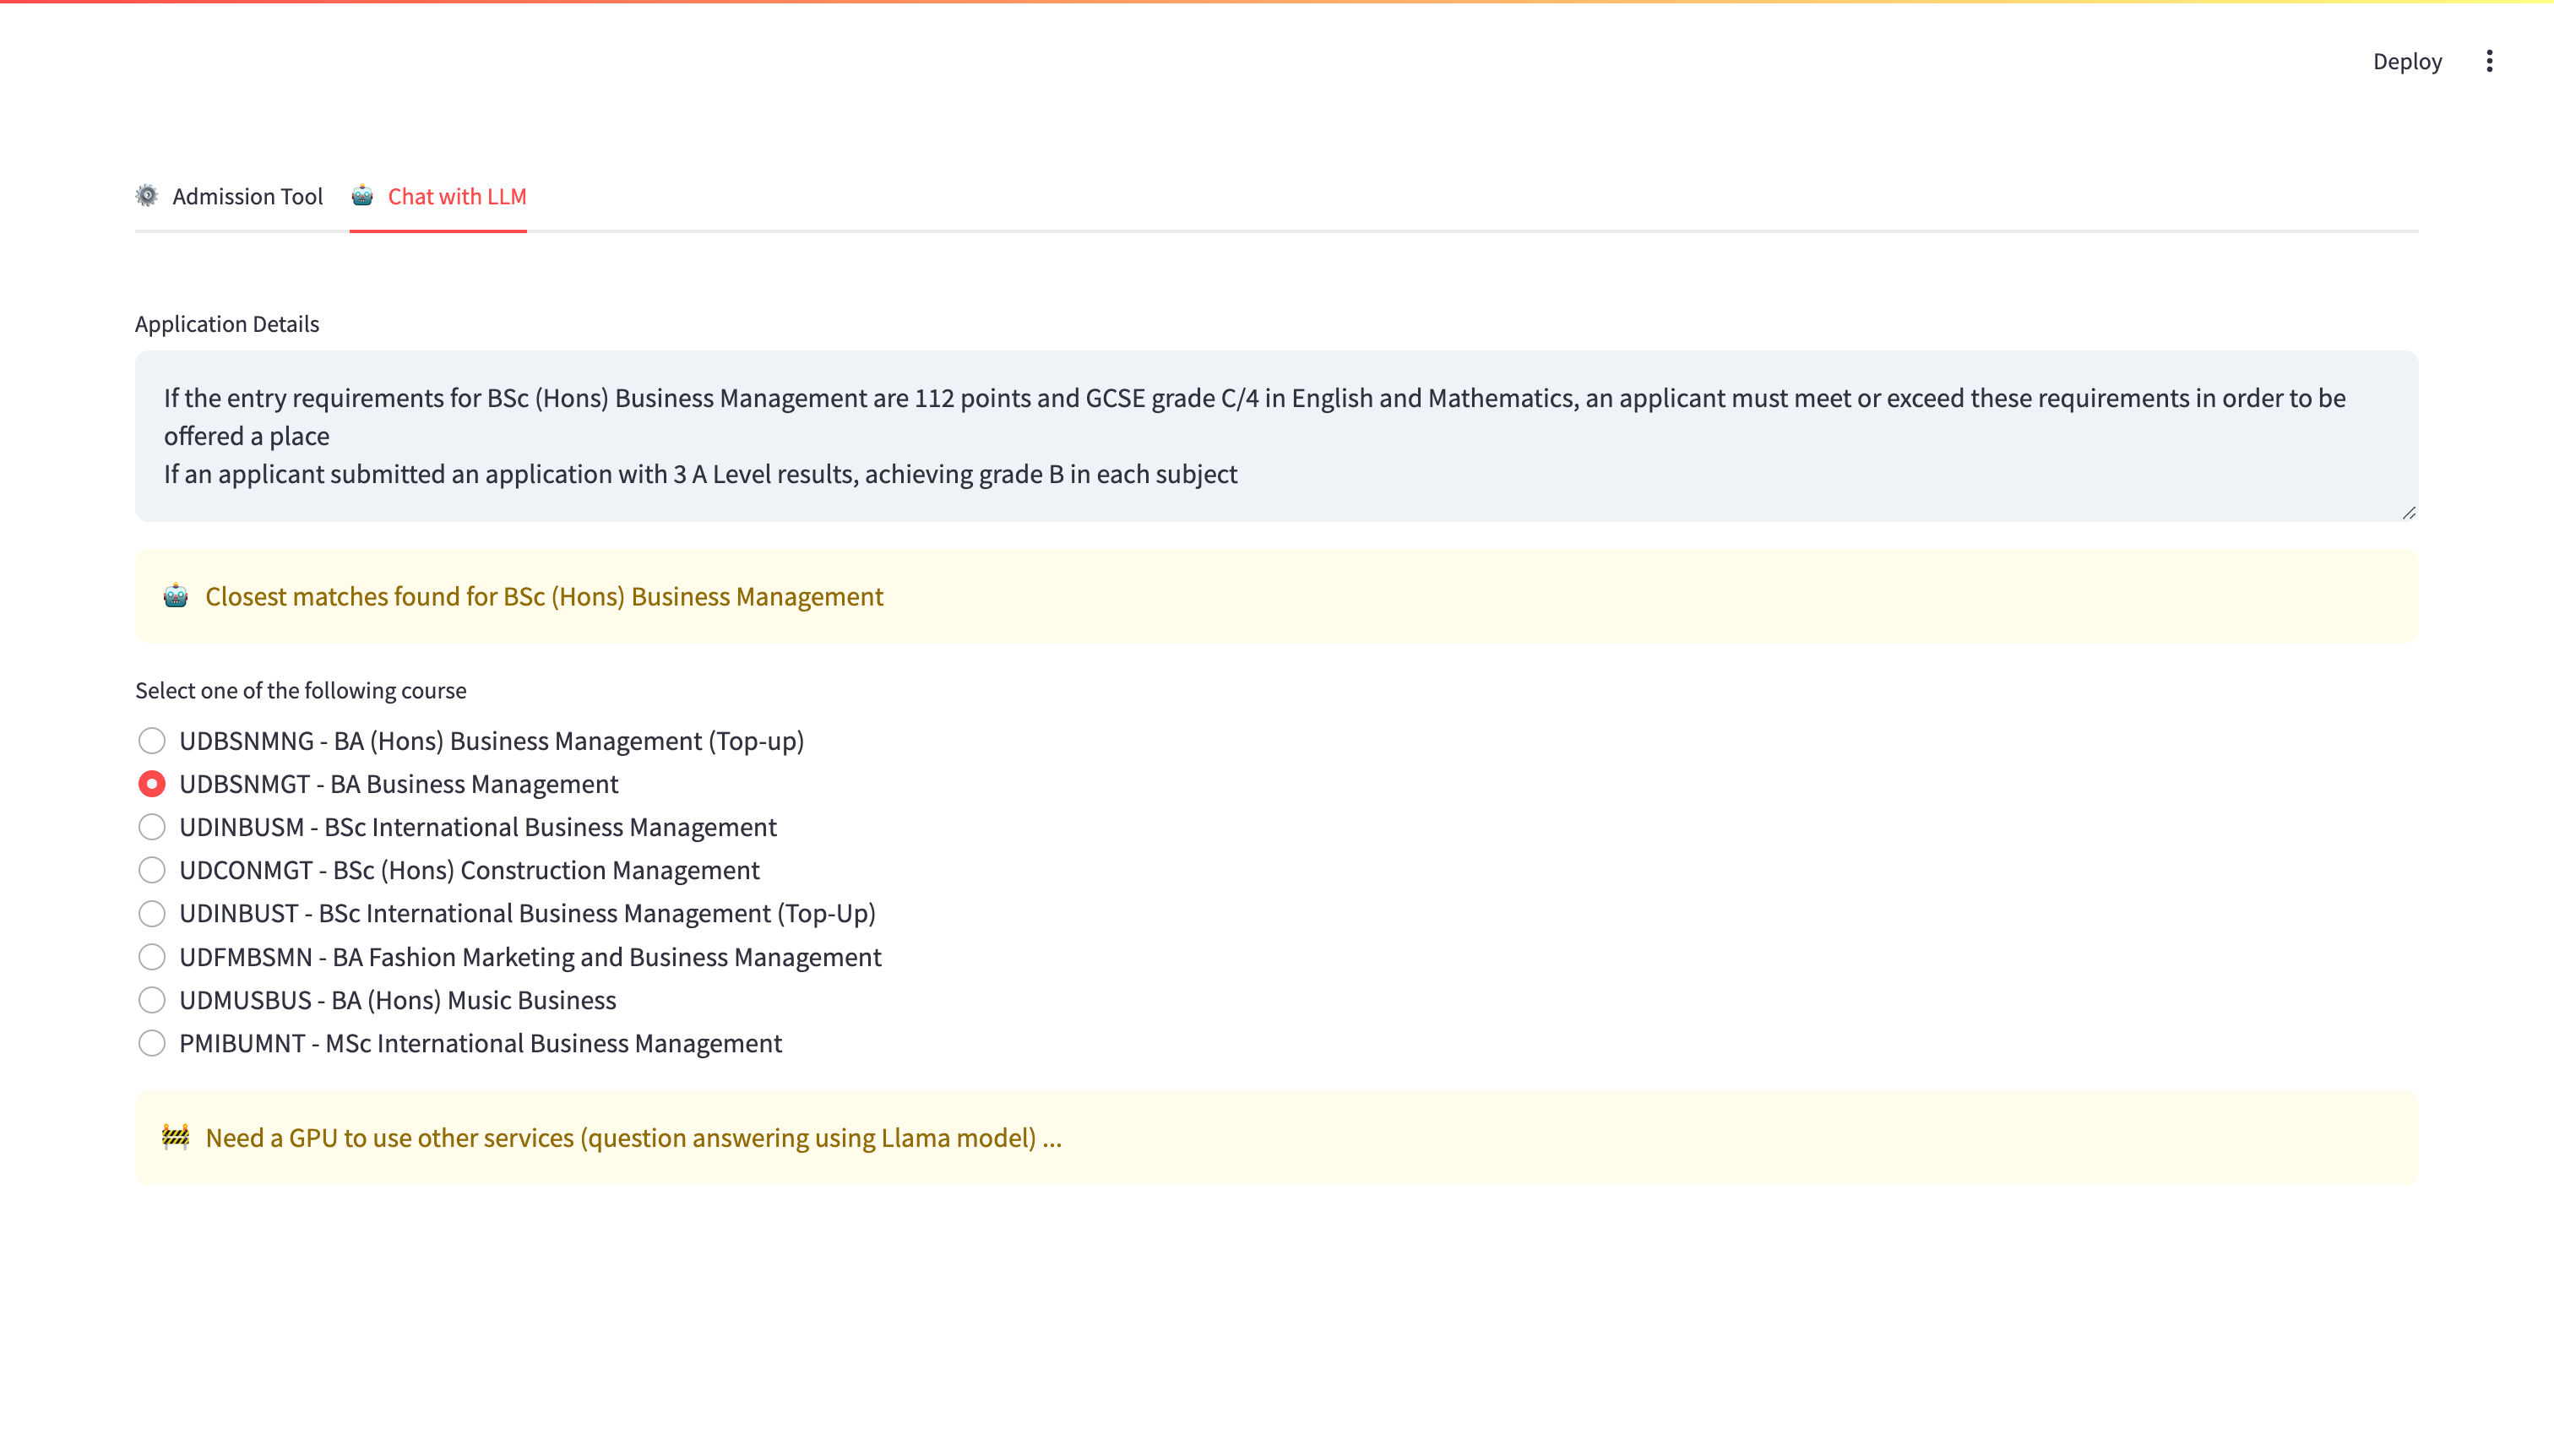 Deploy
Admission Tool
Chat with LLM
Application Details
If the entry requirements for BSc (Hons) Business Management are 112 points and GCSE grade C/4 in English and Mathematics, an applicant must meet or exceed these requirements in order to be
offered a place
If an applicant submitted an application with 3 A Level results, achieving grade B in each subject
Closest matches found for BSc (Hons) Business Management
Select one of the following course
UDBSNMNG - BA (Hons) Business Management (Top-up)
UDBSNMGT - BA Business Management
UDINBUSM - BSc International Business Management
UDCONMGT - BSc (Hons) Construction Management
UDINBUST - BSc International Business Management (Top-Up)
UDFMBSMN - BA Fashion Marketing and Business Management
UDMUSBUS - BA (Hons) Music Business
PMIBUMNT - MSc International Business Management
Need a GPU to use other services (question answering using Llama model) ...